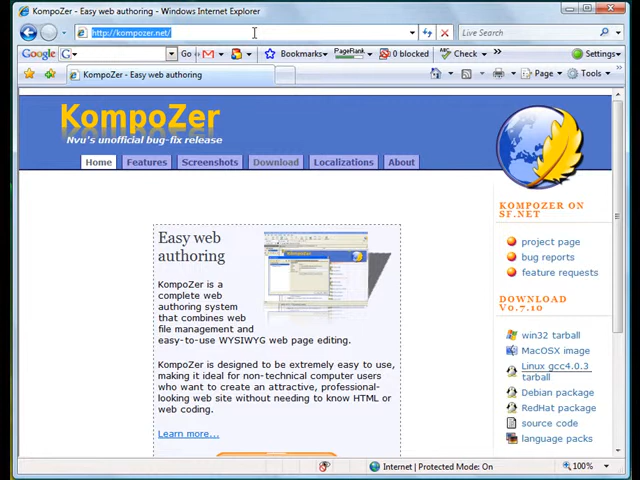 KompoZer - Easy web authoring - Windows Internet Explorer
http://kompozer.net/
Live Search
Google G Go M Bookmarks PageRank 0 blocked Check Settings
KompoZer - Easy web authoring
Page Tools
KompoZer
Nvu's unofficial bug-fix release
Home Features Screenshots Download Localizations About
Easy web
authoring
KompoZer is a
complete web
authoring system
that combines web
file management and
easy-to-use WYSIWYG web page editing.
KompoZer is designed to be extremely easy to use,
making it ideal for non-technical computer users
who want to create an attractive, professional-
looking web site without needing to know HTML or
web coding.
Learn more...
KOMPOZER ON
SF.NET
project page
bug reports
feature requests
DOWNLOAD
V0.7.10
win32 tarball
MacOSX image
Linux gcc4.0.3
tarball
Debian package
RedHat package
source code
language packs
Internet | Protected Mode: On
100%